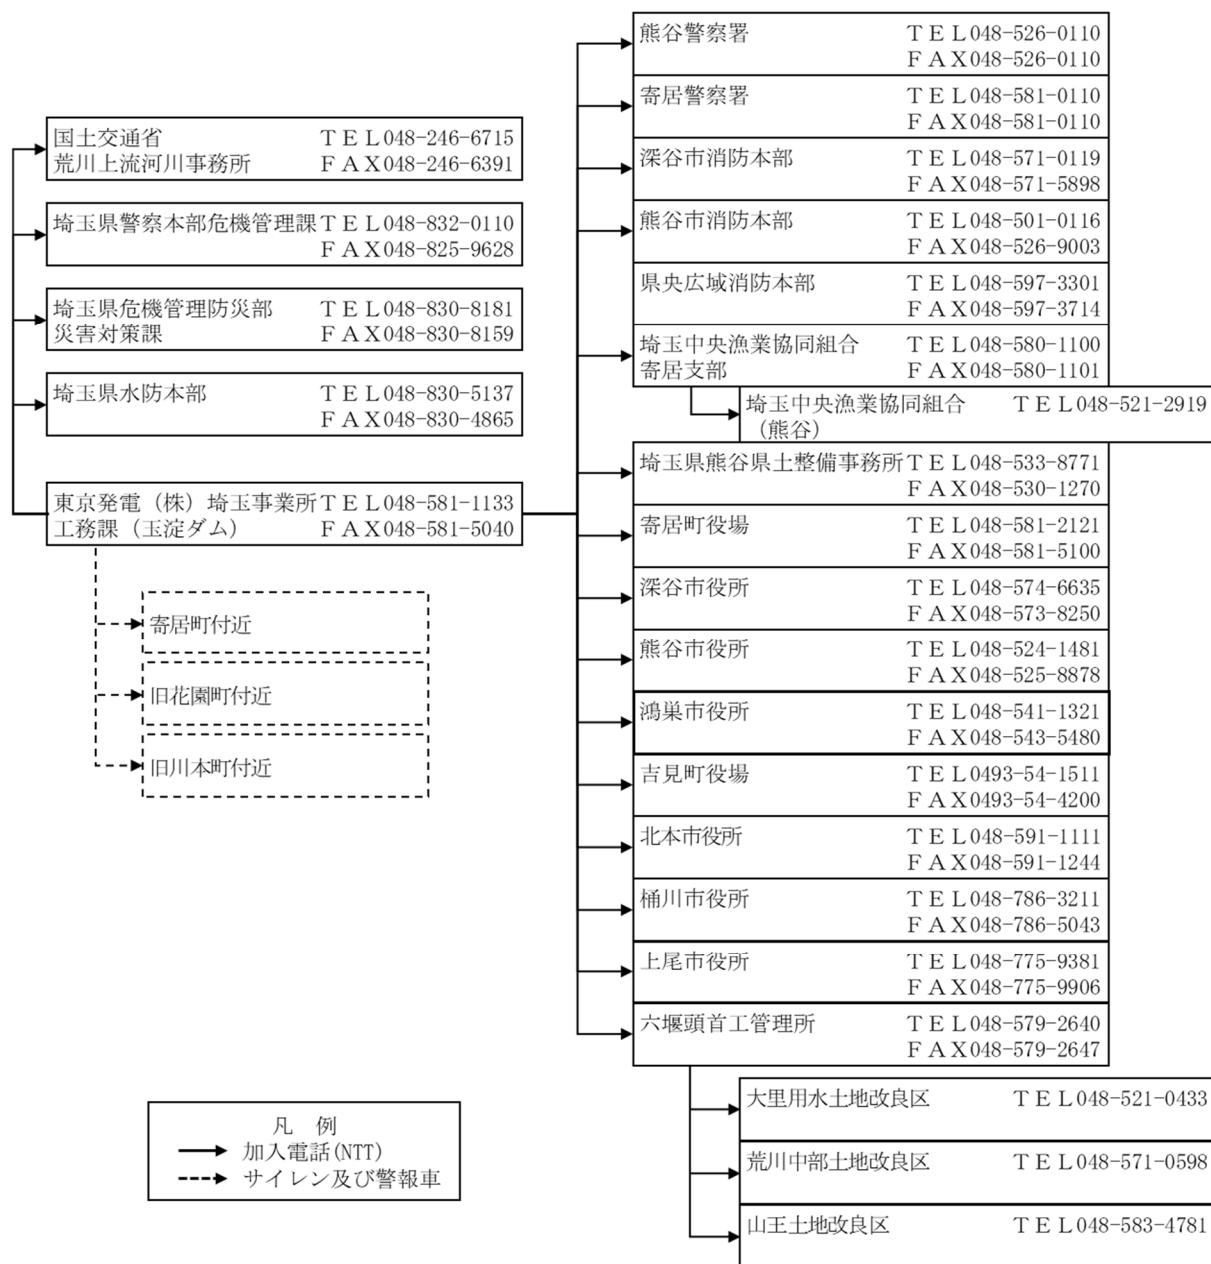 国土交通省 ＴＥＬ048-246-6715
荒川上流河川事務所 ＦＡＸ048-246-6391
埼玉県警察本部危機管理課ＴＥＬ048-832-0110
ＦＡＸ048-825-9628
埼玉県危機管理防災部 ＴＥＬ048-830-8181
災害対策課 ＦＡＸ048-830-8159
埼玉県水防本部 ＴＥＬ048-830-5137
ＦＡＸ048-830-4865
東京発電（株）埼玉事業所ＴＥＬ048-581-1133
工務課（玉淀ダム） ＦＡＸ048-581-5040
寄居町付近
旧花園町付近
旧川本町付近
凡 例
加入電話(NTT)
サイレン及び警報車
熊谷警察署 ＴＥＬ048-526-0110
ＦＡＸ048-526-0110
寄居警察署 ＴＥＬ048-581-0110
ＦＡＸ048-581-0110
深谷市消防本部 ＴＥＬ048-571-0119
ＦＡＸ048-571-5898
熊谷市消防本部 ＴＥＬ048-501-0116
ＦＡＸ048-526-9003
県央広域消防本部 ＴＥＬ048-597-3301
ＦＡＸ048-597-3714
埼玉中央漁業協同組合 ＴＥＬ048-580-1100
寄居支部 ＦＡＸ048-580-1101
埼玉中央漁業協同組合 ＴＥＬ048-521-2919
（熊谷）
埼玉県熊谷県土整備事務所ＴＥＬ048-533-8771
ＦＡＸ048-530-1270
寄居町役場 ＴＥＬ048-581-2121
ＦＡＸ048-581-5100
深谷市役所 ＴＥＬ048-574-6635
ＦＡＸ048-573-8250
熊谷市役所 ＴＥＬ048-524-1481
ＦＡＸ048-525-8878
鴻巣市役所 ＴＥＬ048-541-1321
ＦＡＸ048-543-5480
吉見町役場 ＴＥＬ0493-54-1511
ＦＡＸ0493-54-4200
北本市役所 ＴＥＬ048-591-1111
ＦＡＸ048-591-1244
桶川市役所 ＴＥＬ048-786-3211
ＦＡＸ048-786-5043
上尾市役所 ＴＥＬ048-775-9381
ＦＡＸ048-775-9906
六堰頭首工管理所 ＴＥＬ048-579-2640
ＦＡＸ048-579-2647
大里用水土地改良区 ＴＥＬ048-521-0433
荒川中部土地改良区 ＴＥＬ048-571-0598
山王土地改良区 ＴＥＬ048-583-4781